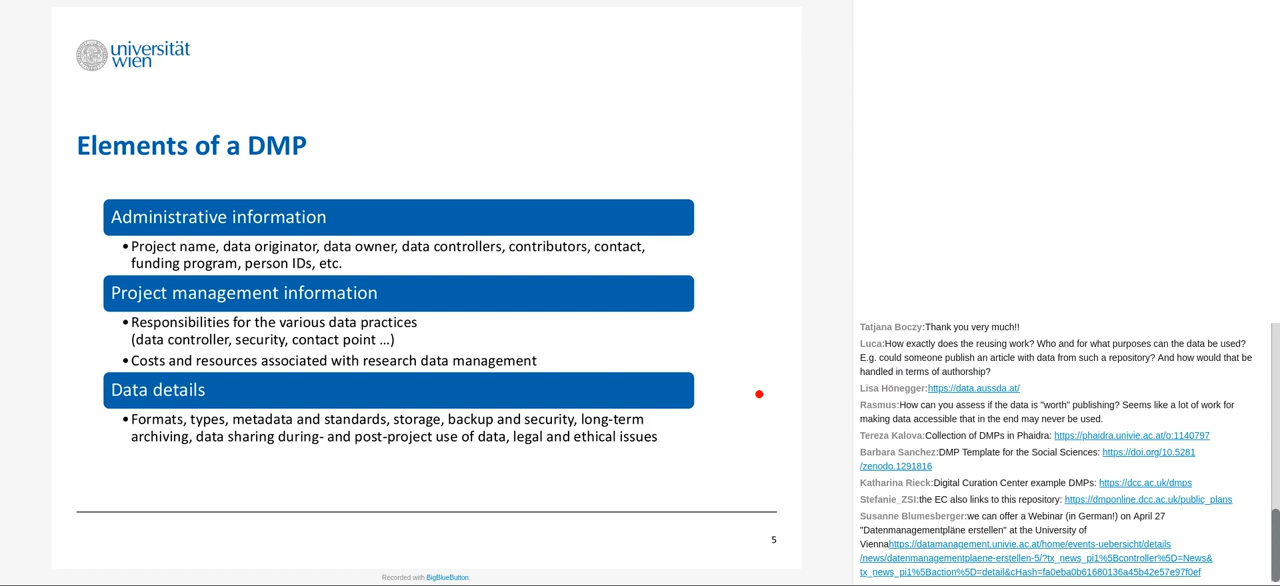 universität
wien
Elements of a DMP
Administrative information
•Project name, data originator, data owner, data controllers, contributors, contact,
funding program, person IDs, etc.
Project management information
•Responsibilities for the various data practices
(data controller, security, contact point ...)
•Costs and resources associated with research data management
Data details
•Formats, types, metadata and standards, storage, backup and security, long-term
archiving, data sharing during- and post-project use of data, legal and ethical issues
5
Recorded with BigBlueButton.
Tatjana Boczy:Thank you very much!!
Luca:How exactly does the reusing work? Who and for what purposes can the data be used?
E.g. could someone publish an article with data from such a repository? And how would that be
handled in terms of authorship?
Lisa Hönegger:https://data.aussda.at/
Rasmus:How can you assess if the data is "worth" publishing? Seems like a lot of work for
making data accessible that in the end may never be used.
Tereza Kalova:Collection of DMPs in Phaidra: https://phaidra.univie.ac.at/o:1140797
Barbara Sanchez:DMP Template for the Social Sciences: https://doi.org/10.5281
/zenodo.1291816
Katharina Rieck:Digital Curation Center example DMPs: https://dcc.ac.uk/dmps
Stefanie_ZSI:the EC also links to this repository: https://dmponline.dcc.ac.uk/public_plans
Susanne Blumesberger:we can offer a Webinar (in German!) on April 27
"Datenmanagementpläne erstellen" at the University of
Viennahttps://datamanagement.univie.ac.at/home/events-uebersicht/details
/news/datenmanagementplaene-erstellen-5/?tx_news_pi1%5Bcontroller%5D=News&
tx_news_pi1%5Baction%5D=detail&cHash=fa0eba0b61680136a45b42e57e97f0ef